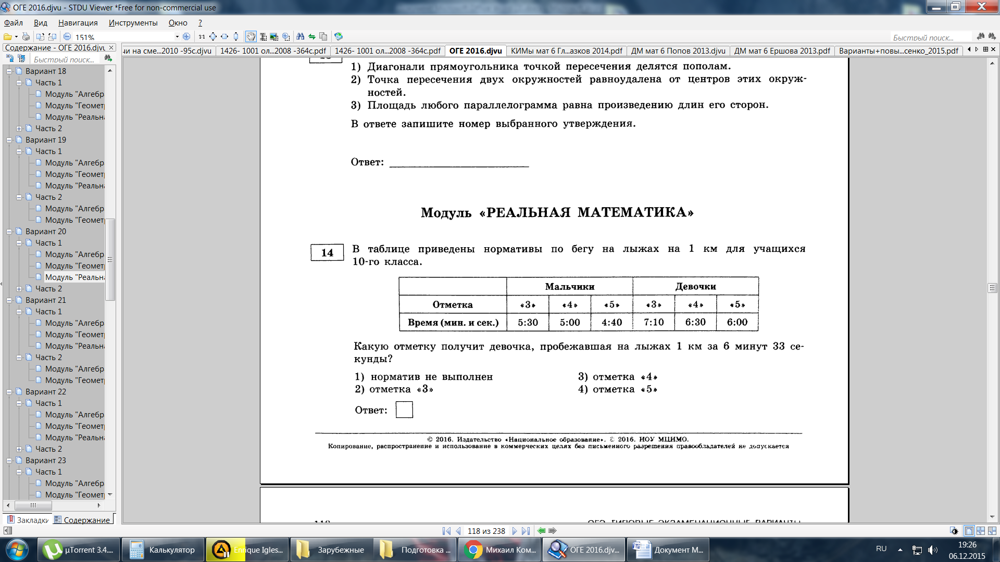 ОГЕ 2016.djvu - STDU Viewer *Free for non-commercial use
Файл Вид Навигация Инструменты Окно ?
151%
Быстрый поиск...
Содержание - ОГЕ 2016.djvu
Быстрый поиск...
Вариант 18
Часть 1
Модуль "Алгебр
Модуль "Геомет
Модуль "Реальн
Часть 2
Вариант 19
Часть 1
Модуль "Алгебр
Модуль "Геомет
Модуль "Реальн
Часть 2
Модуль "Алгебр
Модуль "Геомет
Вариант 20
Часть 1
Модуль "Алгебр
Модуль "Геомет
Модуль "Реальн
Часть 2
Вариант 21
Часть 1
Модуль "Алгебр
Модуль "Геомет
Модуль "Реальн
Часть 2
Модуль "Алгебр
Модуль "Геомет
Вариант 22
Часть 1
Модуль "Алгебр
Модуль "Геомет
Модуль "Реальн
Часть 2
Вариант 23
Часть 1
Модуль "Алгебр
Модуль "Геомет
Закладки Содержание
чи на сме...2010 -95с.djvu 1426- 1001 ол...2008 -364с.pdf 1426- 1001 ол...2008 -364с.pdf ОГЕ 2016.djvu КИМы мат 6 Гл...азков 2014.pdf ДМ мат 6 Попов 2013.djvu ДМ мат 6 Ершова 2013.pdf Варианты+повы...сенко_2015.pdf
1) Диагонали прямоугольника точкой пересечения делятся пополам.
2) Точка пересечения двух окружностей равноудалена от центров этих окруж-
ностей.
3) Площадь любого параллелограмма равна произведению длин его сторон.
В ответе запишите номер выбранного утверждения.
Ответ:
Модуль «РЕАЛЬНАЯ МАТЕМАТИКА»
14 В таблице приведены нормативы по бегу на лыжах на 1 км для учащихся
10-го класса.
Мальчики Девочки
Отметка «3» «4» «5» «3» «4» «5»
Время (мин. и сек.) 5:30 5:00 4:40 7:10 6:30 6:00
Какую отметку получит девочка, пробежавшая на лыжах 1 км за 6 минут 33 се-
кунды?
1) норматив не выполнен 3) отметка «4»
2) отметка «3» 4) отметка «5»
Ответ:
© 2016. Издательство «Национальное образование». © 2016. НОУ МЦНМО.
Копирование, распространение и использование в коммерческих целях без письменного разрешения правообладателей не допускается
ОГЭ. ТИПОВЫЕ ЭКЗАМЕНАЦИОННЫЕ ВАРИАНТЫ
118 из 238
µTorrent 3.4.... Калькулятор Enrique Igles... Зарубежные Подготовка ... Михаил Ком... ОГЕ 2016.djv... Документ M...
RU
19:26
06.12.2015